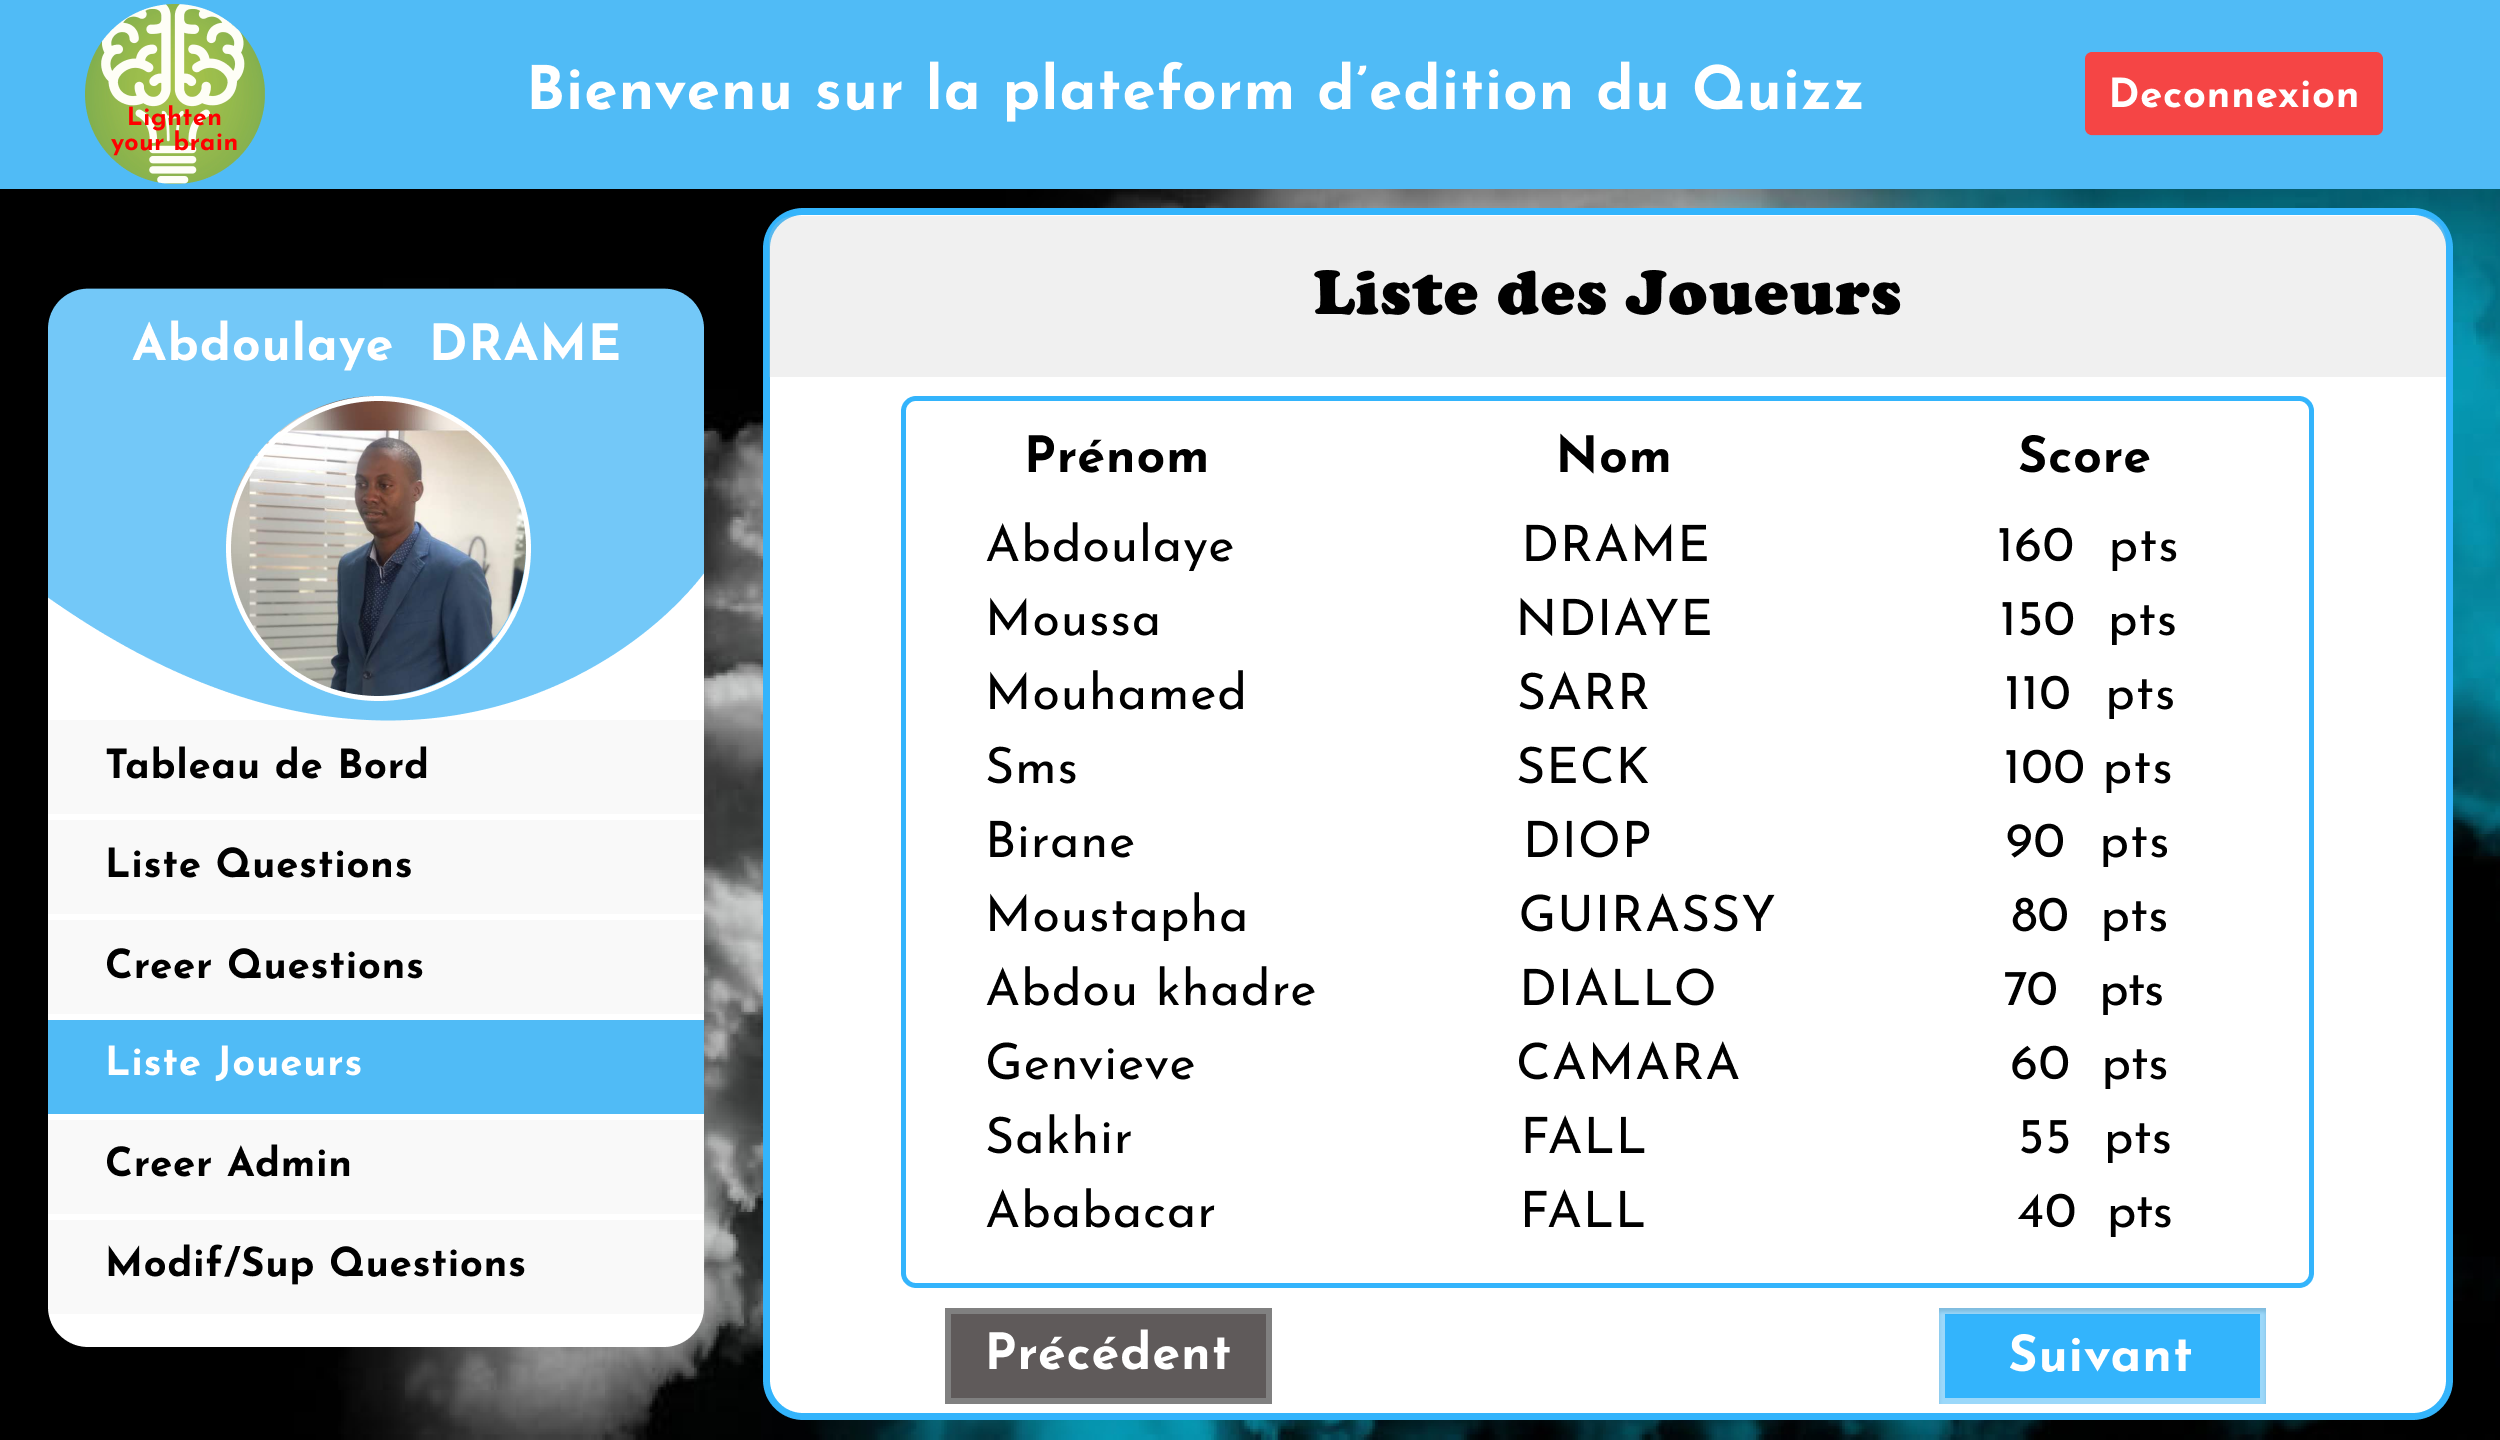 Lighten
your brain
Bienvenu sur la plateform d’edition du Quizz
Deconnexion
Abdoulaye DRAME
Tableau de Bord
Liste Questions
Creer Questions
Liste Joueurs
Creer Admin
Modif/Sup Questions
Liste des Joueurs
Prénom Nom Score
Abdoulaye DRAME 160 pts
Moussa NDIAYE 150 pts
Mouhamed SARR 110 pts
Sms SECK 100 pts
Birane DIOP 90 pts
Moustapha GUIRASSY 80 pts
Abdou khadre DIALLO 70 pts
Genvieve CAMARA 60 pts
Sakhir FALL 55 pts
Ababacar FALL 40 pts
Précédent Suivant